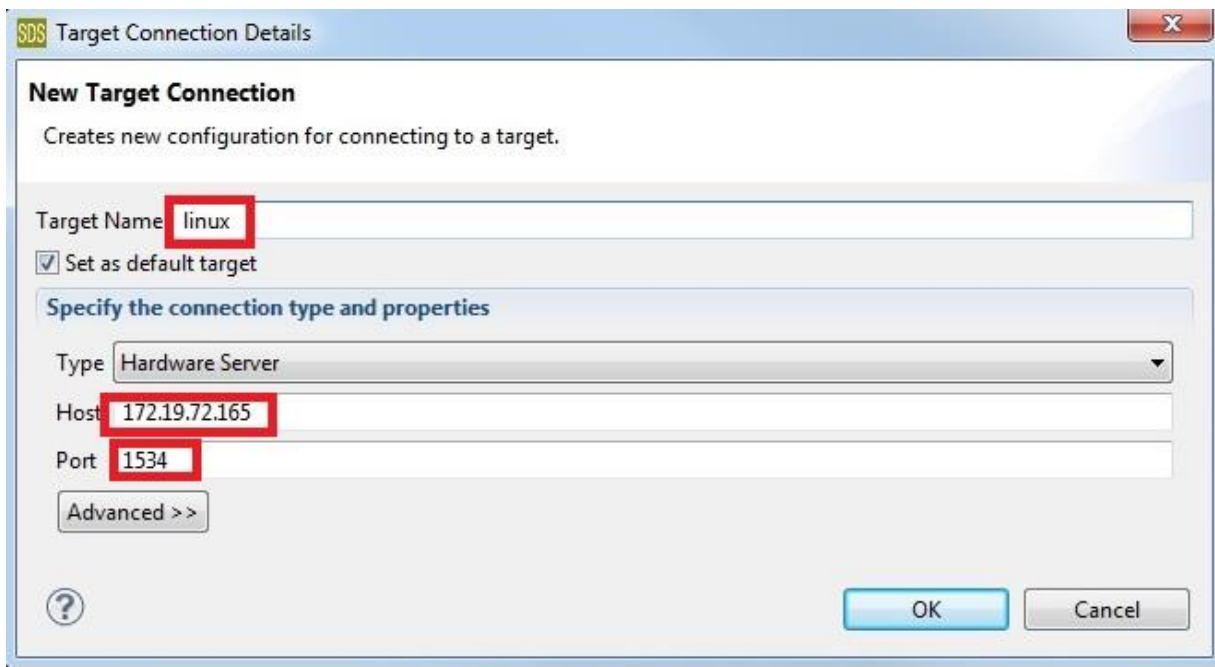 SDS Target Connection Details
New Target Connection
Creates new configuration for connecting to a target.
Target Name linux
Set as default target
Specify the connection type and properties
Type Hardware Server
Host 172.19.72.165
Port 1534
Advanced >>
? OK Cancel